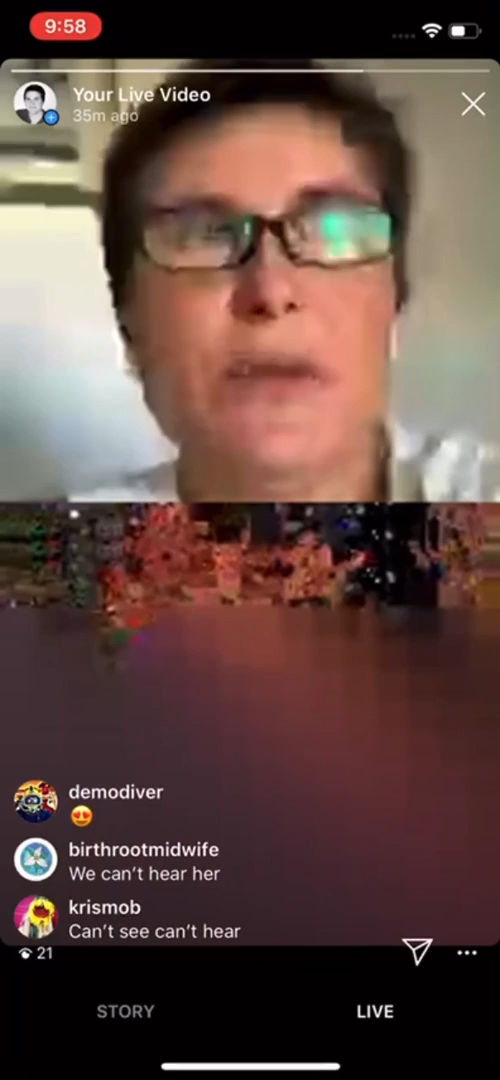 9:58
Your Live Video
35m ago
demodiver
😍
birthrootmidwife
We can't hear her
krismob
Can't see can't hear
21
STORY
LIVE